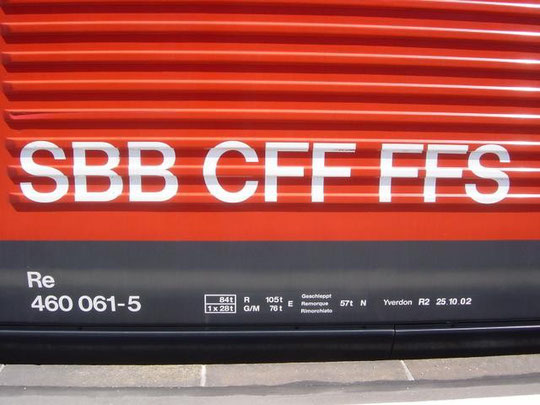 SBB CFF FFS
Re
460 061-5
84t R 105t E Geschleppt 57t N Yverdon R2 25.10.02
1 x 28t G/M 76t Remorque
Rimorchiato